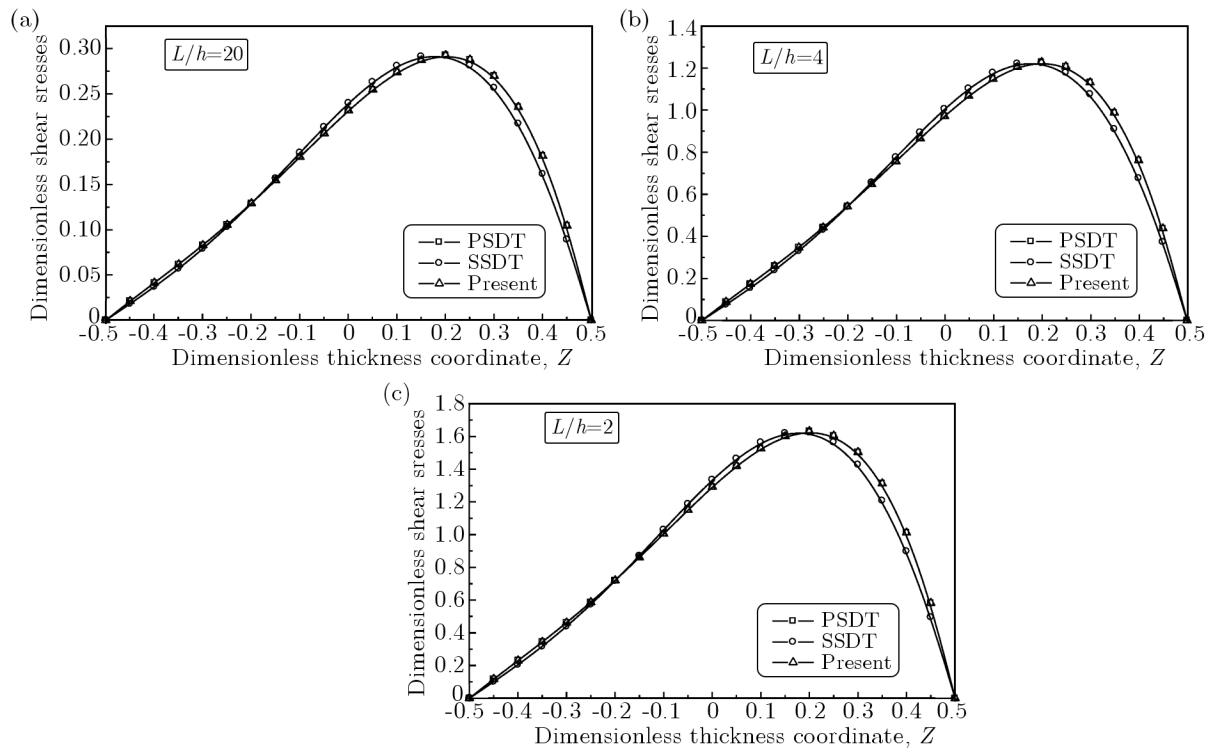 (a)
L/h=20
Dimensionless shear sresses
0.30
0.25
0.20
0.15
0.10
0.05
0
PSDT
SSDT
Present
-0.5 -0.4 -0.3 -0.2 -0.1 0 0.1 0.2 0.3 0.4 0.5
Dimensionless thickness coordinate, Z
(b)
L/h=4
Dimensionless shear sresses
1.4
1.2
1.0
0.8
0.6
0.4
0.2
0
PSDT
SSDT
Present
-0.5 -0.4 -0.3 -0.2 -0.1 0 0.1 0.2 0.3 0.4 0.5
Dimensionless thickness coordinate, Z
(c)
L/h=2
Dimensionless shear sresses
1.8
1.6
1.4
1.2
1.0
0.8
0.6
0.4
0.2
0
PSDT
SSDT
Present
-0.5 -0.4 -0.3 -0.2 -0.1 0 0.1 0.2 0.3 0.4 0.5
Dimensionless thickness coordinate, Z